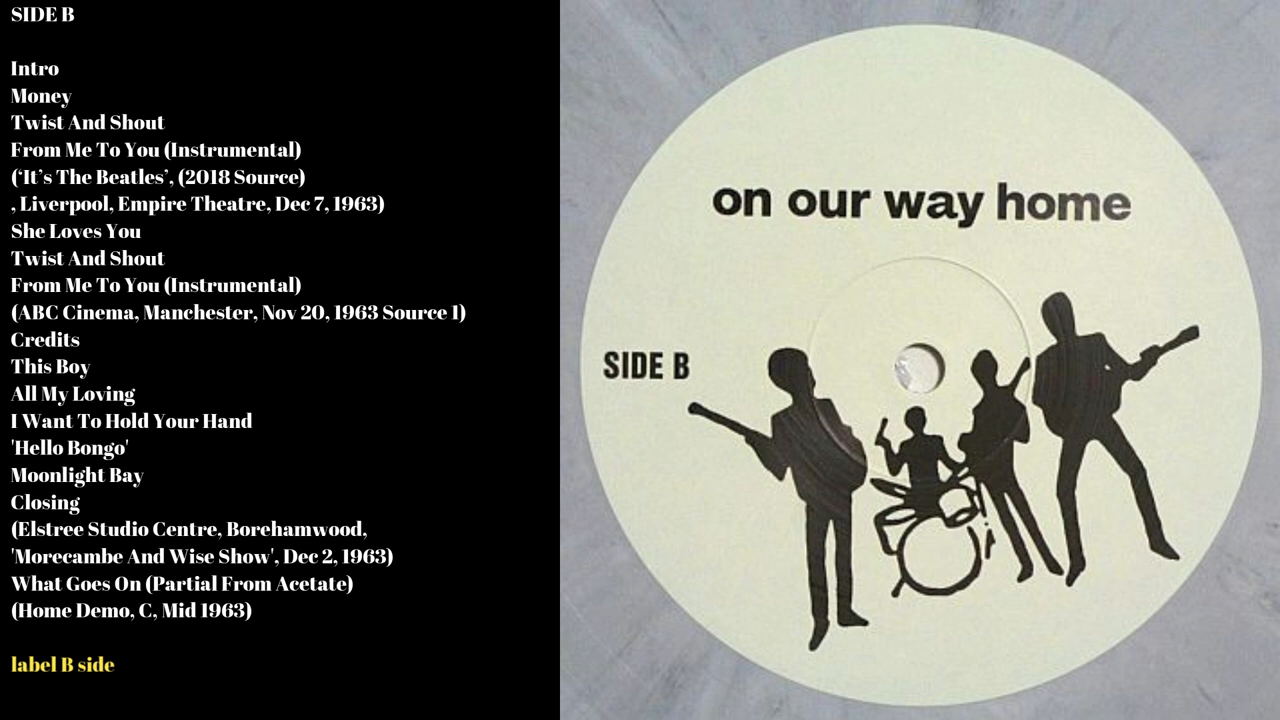 SIDE B
Intro
Money
Twist And Shout
From Me To You (Instrumental)
(‘It’s The Beatles’, (2018 Source)
, Liverpool, Empire Theatre, Dec 7, 1963)
She Loves You
Twist And Shout
From Me To You (Instrumental)
(ABC Cinema, Manchester, Nov 20, 1963 Source 1)
Credits
This Boy
All My Loving
I Want To Hold Your Hand
'Hello Bongo'
Moonlight Bay
Closing
(Elstree Studio Centre, Borehamwood,
'Morecambe And Wise Show', Dec 2, 1963)
What Goes On (Partial From Acetate)
(Home Demo, C, Mid 1963)
label B side
on our way home
SIDE B